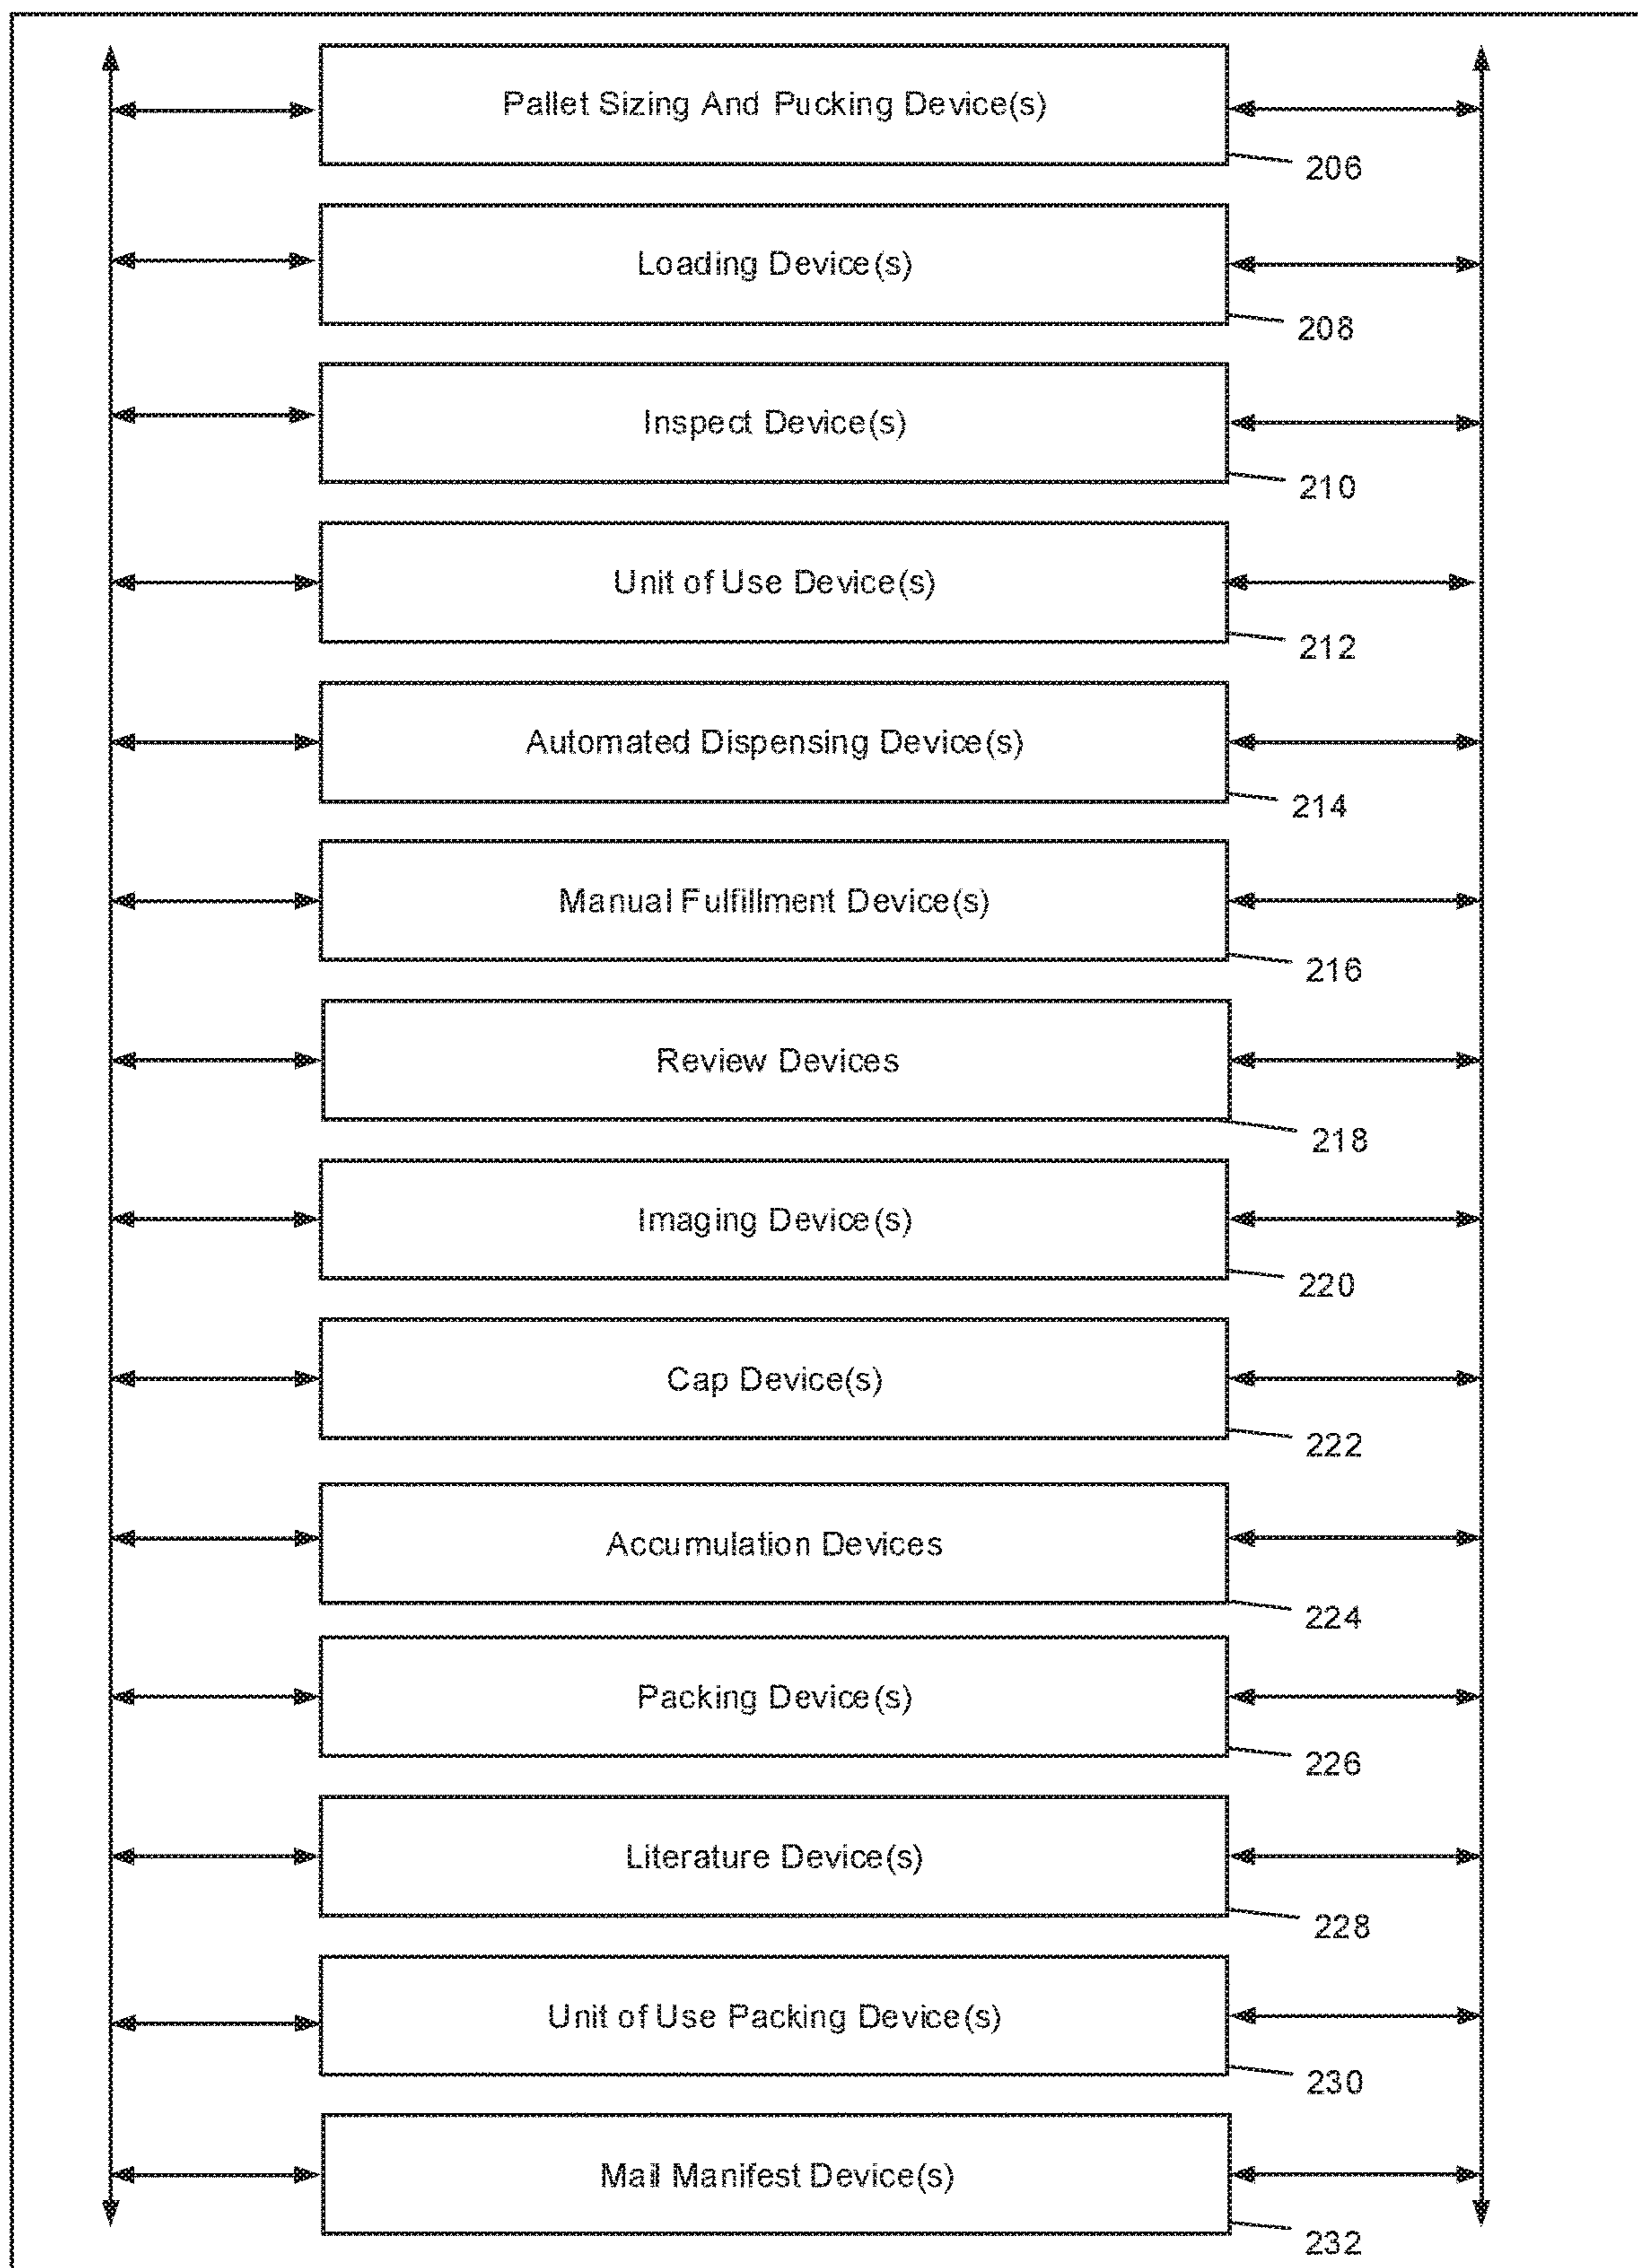 Pallet Sizing And Pucking Device(s)
206
Loading Device(s)
208
Inspect Device(s)
210
Unit of Use Device(s)
212
Automated Dispensing Device(s)
214
Manual Fulfillment Device(s)
216
Review Devices
218
Imaging Device(s)
220
Cap Device(s)
222
Accumulation Devices
224
Packing Device(s)
226
Literature Device(s)
228
Unit of Use Packing Device(s)
230
Mail Manifest Device(s)
232